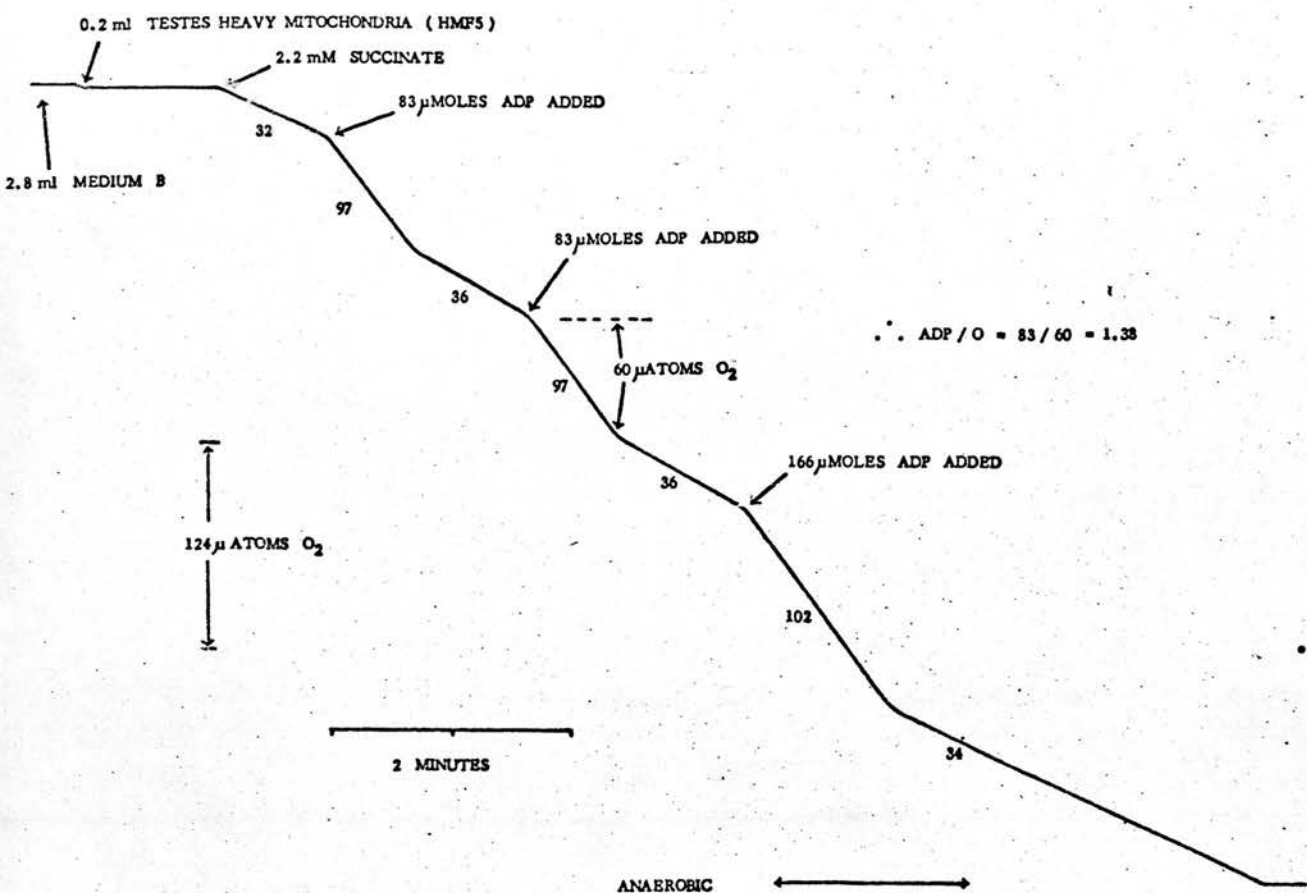 0.2 ml TESTES HEAVY MITOCHONDRIA ( HMF5 )
2.2 mM SUCCINATE
83 µMOLES ADP ADDED
32
2.8 ml MEDIUM B
97
83 µMOLES ADP ADDED
36
∴ ADP / O = 83 / 60 = 1.38
60 µATOMS O₂
97
166 µMOLES ADP ADDED
36
124 µ ATOMS O₂
102
2 MINUTES
34
ANAEROBIC